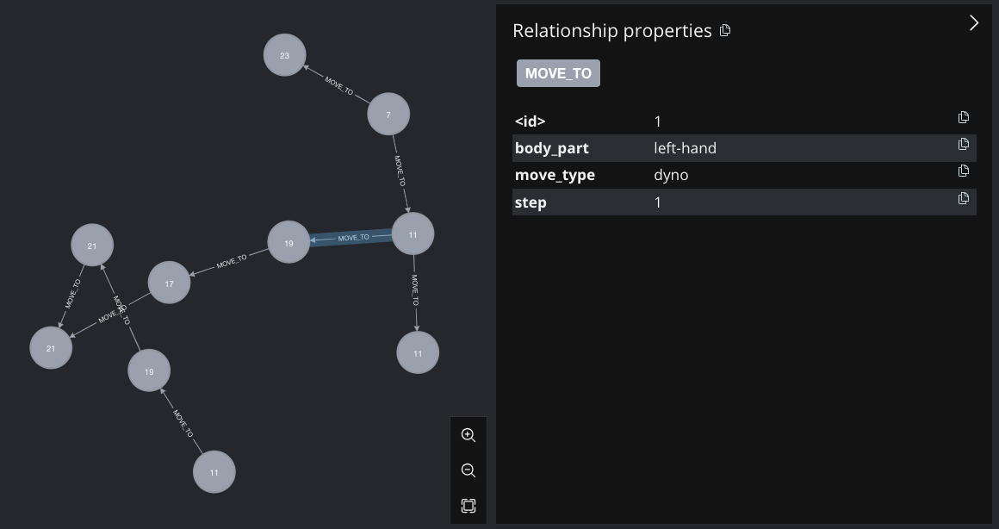 23
MOVE_TO
7
MOVE_TO
11
MOVE_TO
19
MOVE_TO
17
21
MOVE_TO
MOVE_TO
MOVE_TO
21
19
MOVE_TO
11
MOVE_TO
11
Relationship properties
MOVE_TO
<id> 1
body_part left-hand
move_type dyno
step 1